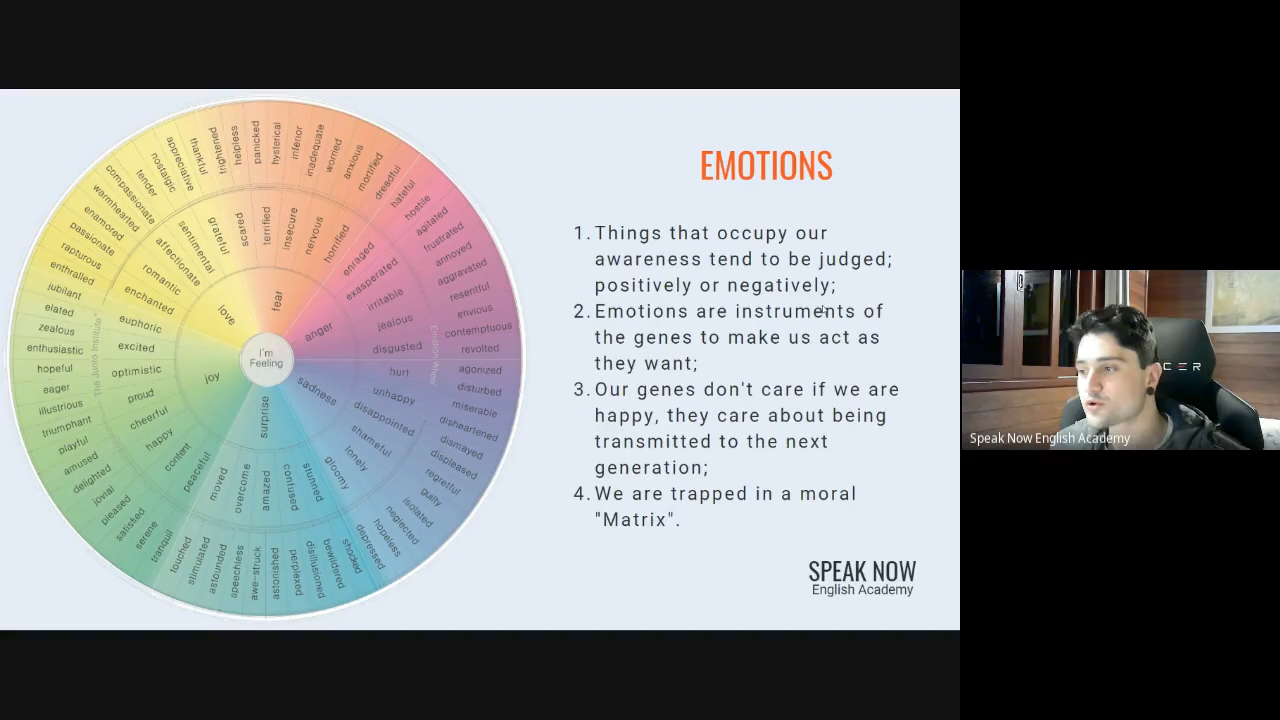 EMOTIONS
1. Things that occupy our
awareness tend to be judged;
positively or negatively;
2. Emotions are instruments of
the genes to make us act as
they want;
3. Our genes don't care if we are
happy, they care about being
transmitted to the next
generation;
4. We are trapped in a moral
"Matrix".
SPEAK NOW
English Academy
I'm
Feeling
fear
anger
sadness
surprise
joy
love
scared
terrified
insecure
nervous
horrified
enraged
exasperated
irritable
jealous
disgusted
hurt
unhappy
disappointed
shameful
lonely
gloomy
stunned
confused
amazed
overcome
moved
peaceful
content
happy
cheerful
proud
optimistic
excited
euphoric
enchanted
romantic
affectionate
sentimental
grateful
frightened
helpless
panicked
hysterical
inferior
inadequate
worried
anxious
mortified
dreadful
hateful
hostile
agitated
frustrated
annoyed
aggravated
resentful
envious
contemptuous
revolted
agonized
disturbed
miserable
disheartened
dismayed
displeased
regretful
guilty
isolated
neglected
hopeless
depressed
shocked
bewildered
disillusioned
perplexed
astonished
awe-struck
speechless
astounded
stimulated
touched
tranquil
serene
satisfied
pleased
jovial
delighted
amused
playful
triumphant
illustrious
eager
hopeful
enthusiastic
zealous
elated
jubilant
enthralled
rapturous
passionate
enamored
warmhearted
compassionate
tender
nostalgic
appreciative
thankful
The Junto Institute
Emotion Wheel
CER
Speak Now English Academy